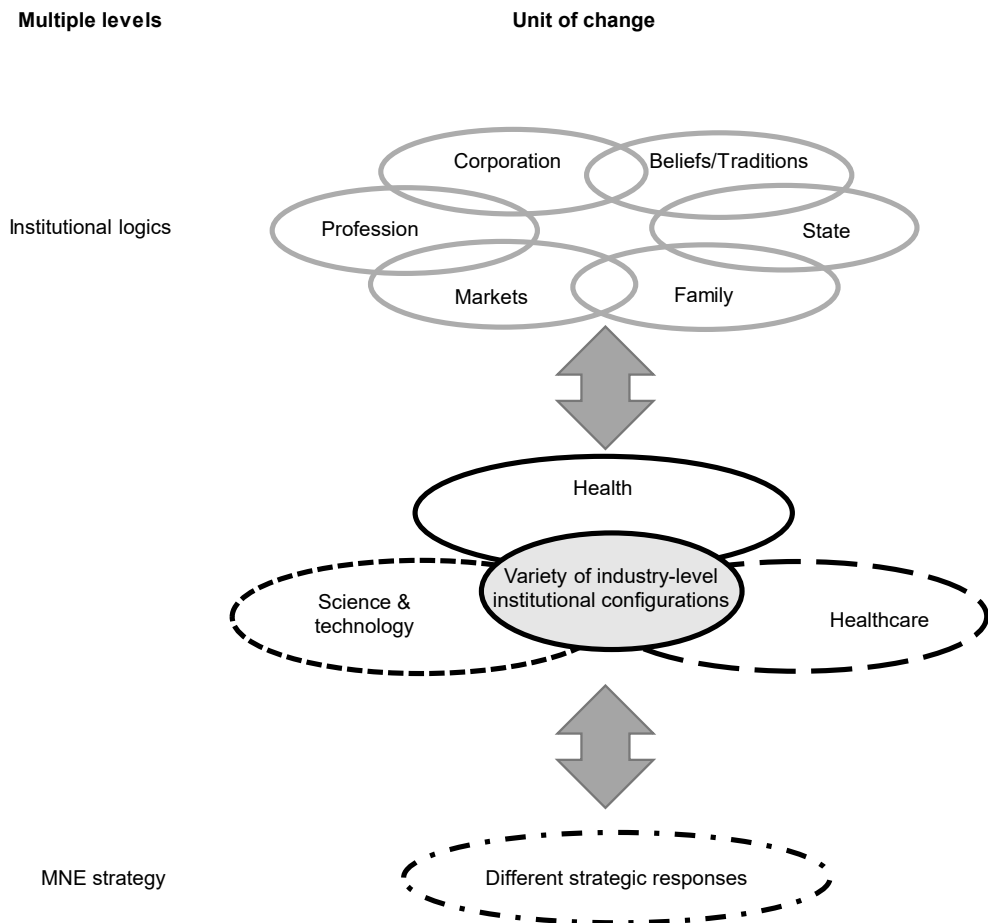 Multiple levels
Unit of change
Corporation
Beliefs/Traditions
Institutional logics
Profession
State
Markets
Family
Health
Variety of industry-level
institutional configurations
Science &
technology
Healthcare
MNE strategy
Different strategic responses